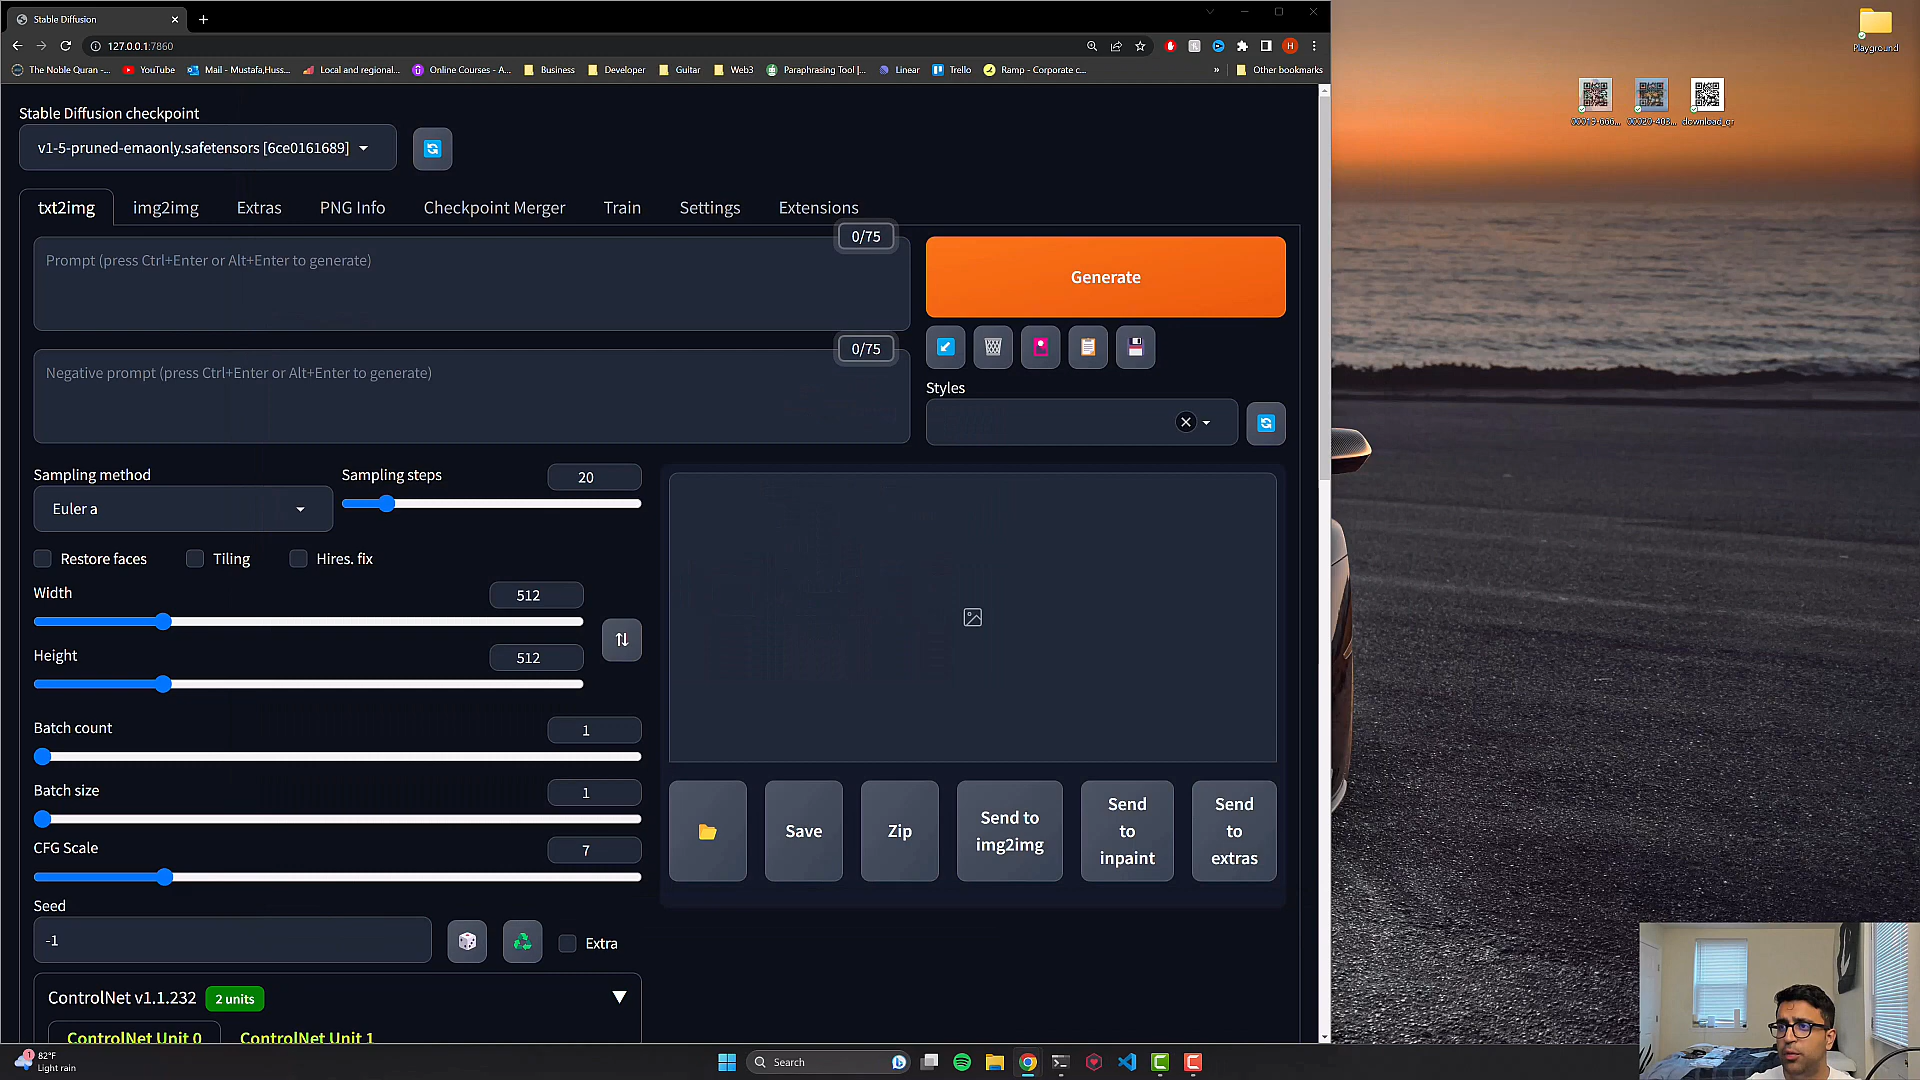 Stable Diffusion
127.0.0.1:7860
The Noble Quran -...
YouTube
Mail - Mustafa,Huss...
Local and regional...
Online Courses - A...
Business
Developer
Guitar
Web3
Paraphrasing Tool |...
Linear
Trello
Ramp - Corporate c...
»
Other bookmarks
H
Playground
download_qr
Stable Diffusion checkpoint
v1-5-pruned-emaonly.safetensors [6ce0161689]
txt2img
img2img
Extras
PNG Info
Checkpoint Merger
Train
Settings
Extensions
0/75
Prompt (press Ctrl+Enter or Alt+Enter to generate)
Generate
0/75
Negative prompt (press Ctrl+Enter or Alt+Enter to generate)
Styles
Sampling method
Euler a
Sampling steps
20
Restore faces
Tiling
Hires. fix
Width
512
Height
512
Batch count
1
Batch size
1
CFG Scale
7
Seed
-1
Extra
Save
Zip
Send to
img2img
Send
to
inpaint
Send
to
extras
ControlNet v1.1.232
2 units
ControlNet Unit 0
ControlNet Unit 1
1
82°F
Light rain
Search